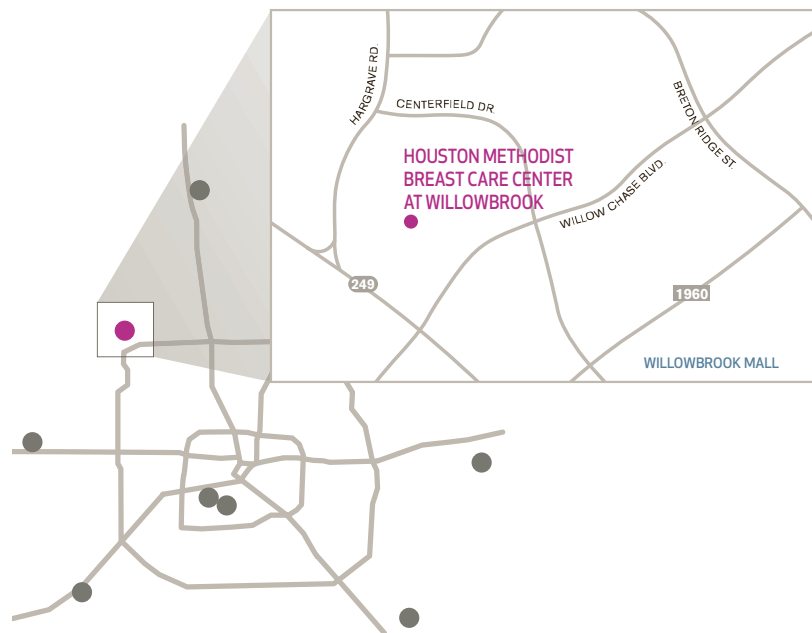 HARGRAVE RD.
CENTERFIELD DR.
BRETON RIDGE ST.
HOUSTON METHODIST
BREAST CARE CENTER
AT WILLOWBROOK
WILLOW CHASE BLVD.
249
1960
WILLOWBROOK MALL